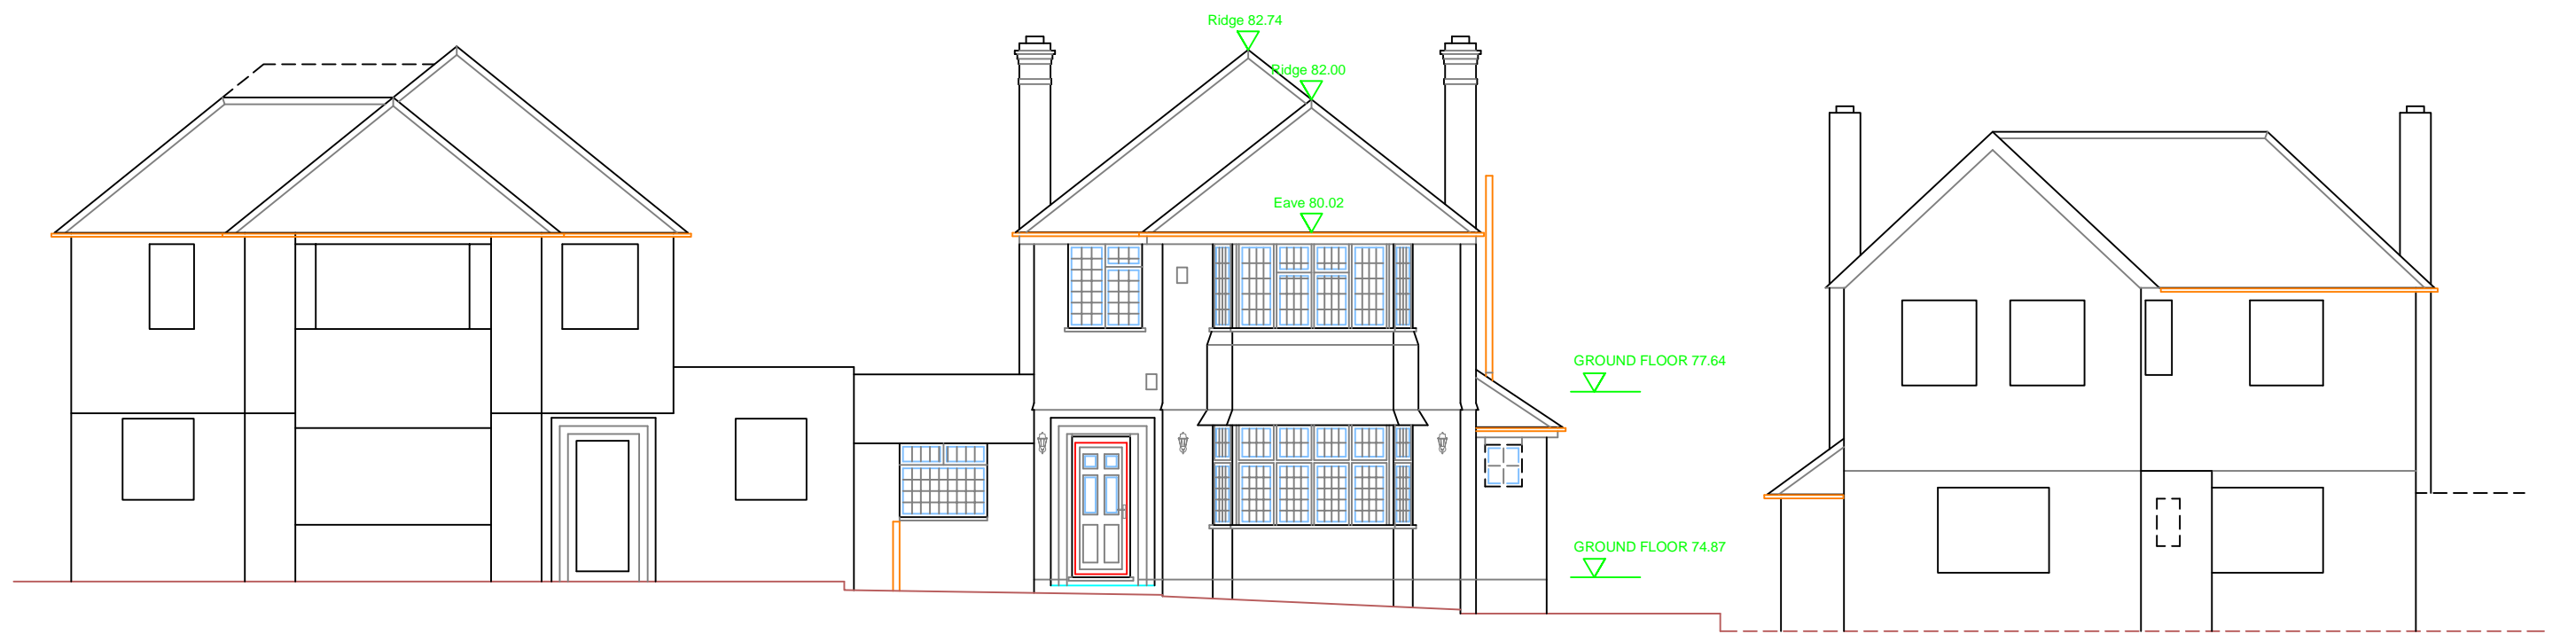 Ridge 82.74
Ridge 82.00
Eave 80.02
GROUND FLOOR 77.64
GROUND FLOOR 74.87